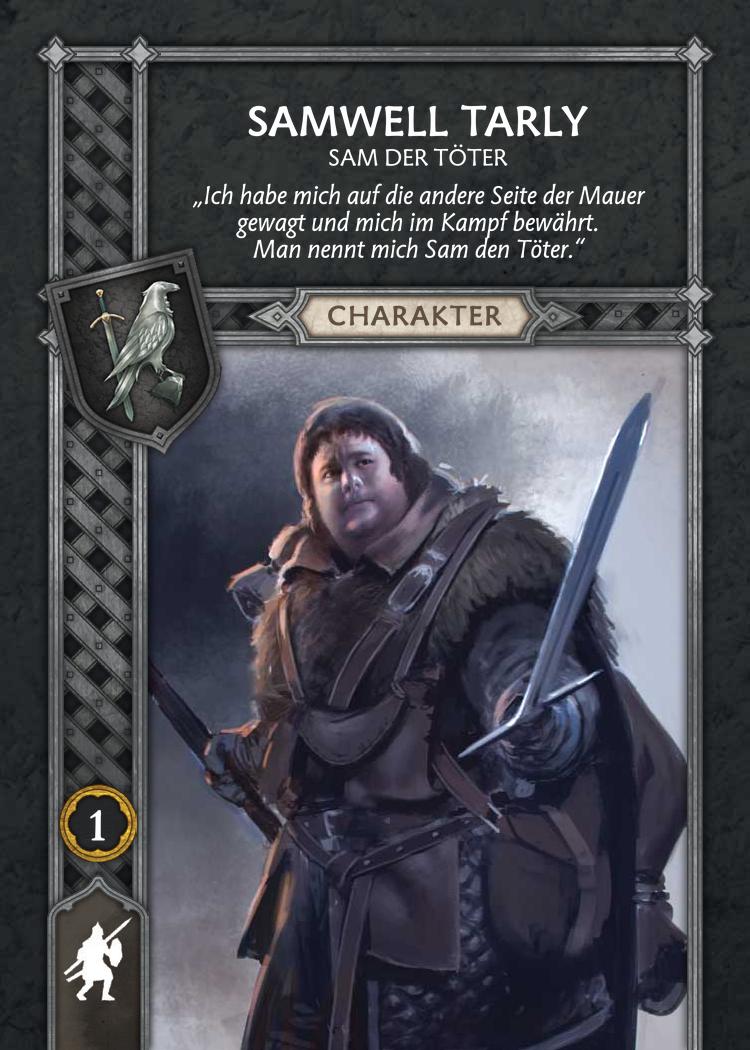 SAMWELL TARLY
SAM DER TÖTER
„Ich habe mich auf die andere Seite der Mauer
gewagt und mich im Kampf bewährt.
Man nennt mich Sam den Töter.“
CHARAKTER
1